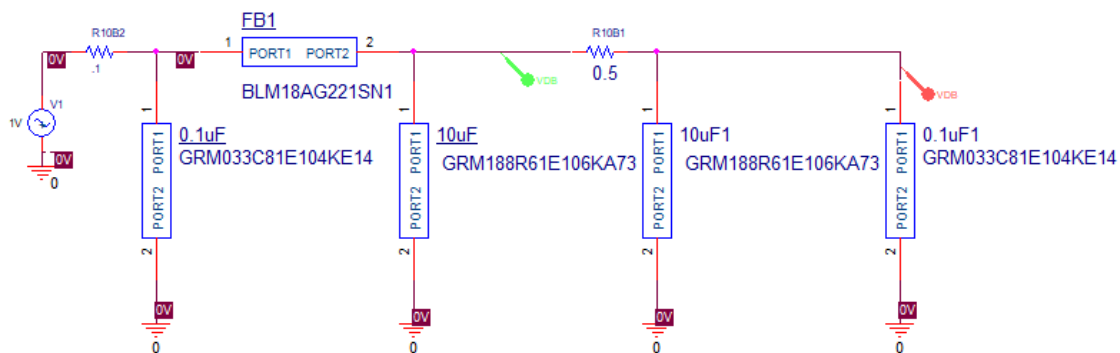 FB1
R10B2
0V
.1
0V
1
PORT1 PORT2
2
R10B1
0.5
VDB
VDB
BLM18AG221SN1
V1
1V
0V
0
1
PORT1
PORT2
2
0.1uF
GRM033C81E104KE14
0V
0
1
PORT1
PORT2
2
10uF
GRM188R61E106KA73
0V
0
1
PORT1
PORT2
2
10uF1
GRM188R61E106KA73
0V
0
1
PORT1
PORT2
2
0.1uF1
GRM033C81E104KE14
0V
0